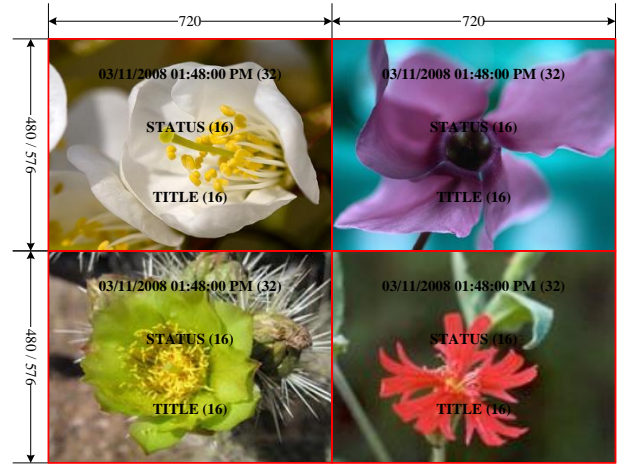 720 720
480 / 576
03/11/2008 01:48:00 PM (32)
STATUS (16)
TITLE (16)
03/11/2008 01:48:00 PM (32)
STATUS (16)
TITLE (16)
480 / 576
03/11/2008 01:48:00 PM (32)
STATUS (16)
TITLE (16)
03/11/2008 01:48:00 PM (32)
STATUS (16)
TITLE (16)